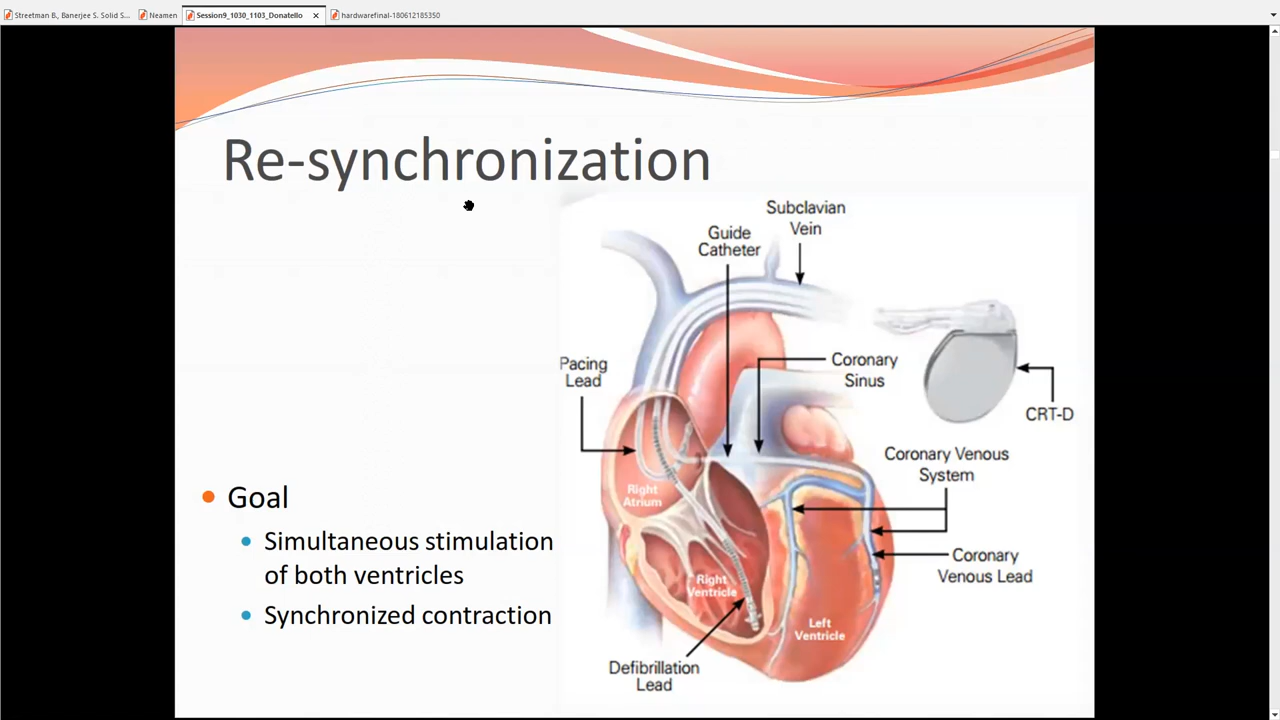 Streetman B., Banerjee S. Solid S...
Neamen
Session9_1030_1103_Donatello
hardwarefinal-180612185350
Re-synchronization
Subclavian
Vein
Guide
Catheter
Pacing
Lead
Coronary
Sinus
CRT-D
Coronary Venous
System
Right
Atrium
Goal
Simultaneous stimulation
of both ventricles
Synchronized contraction
Coronary
Venous Lead
Right
Ventricle
Left
Ventricle
Defibrillation
Lead